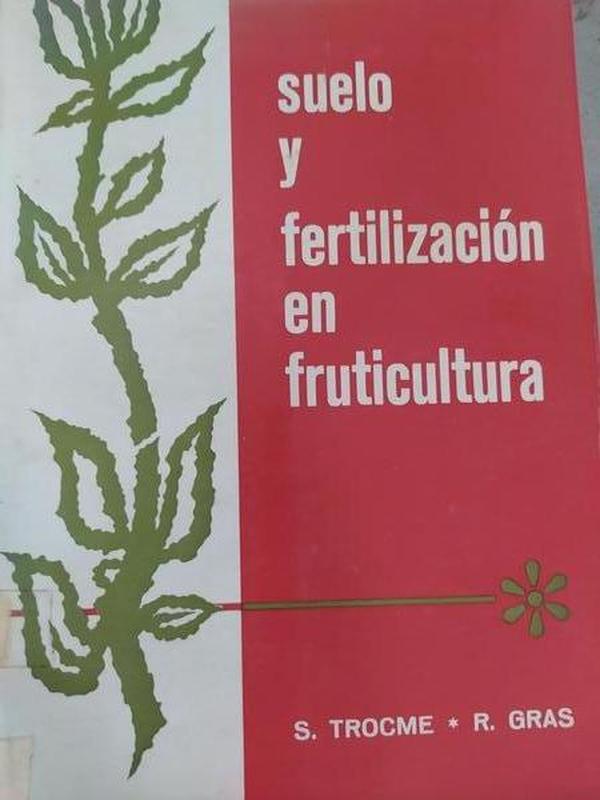 suelo
y
fertilización
en
fruticultura
S. TROCME * R. GRAS